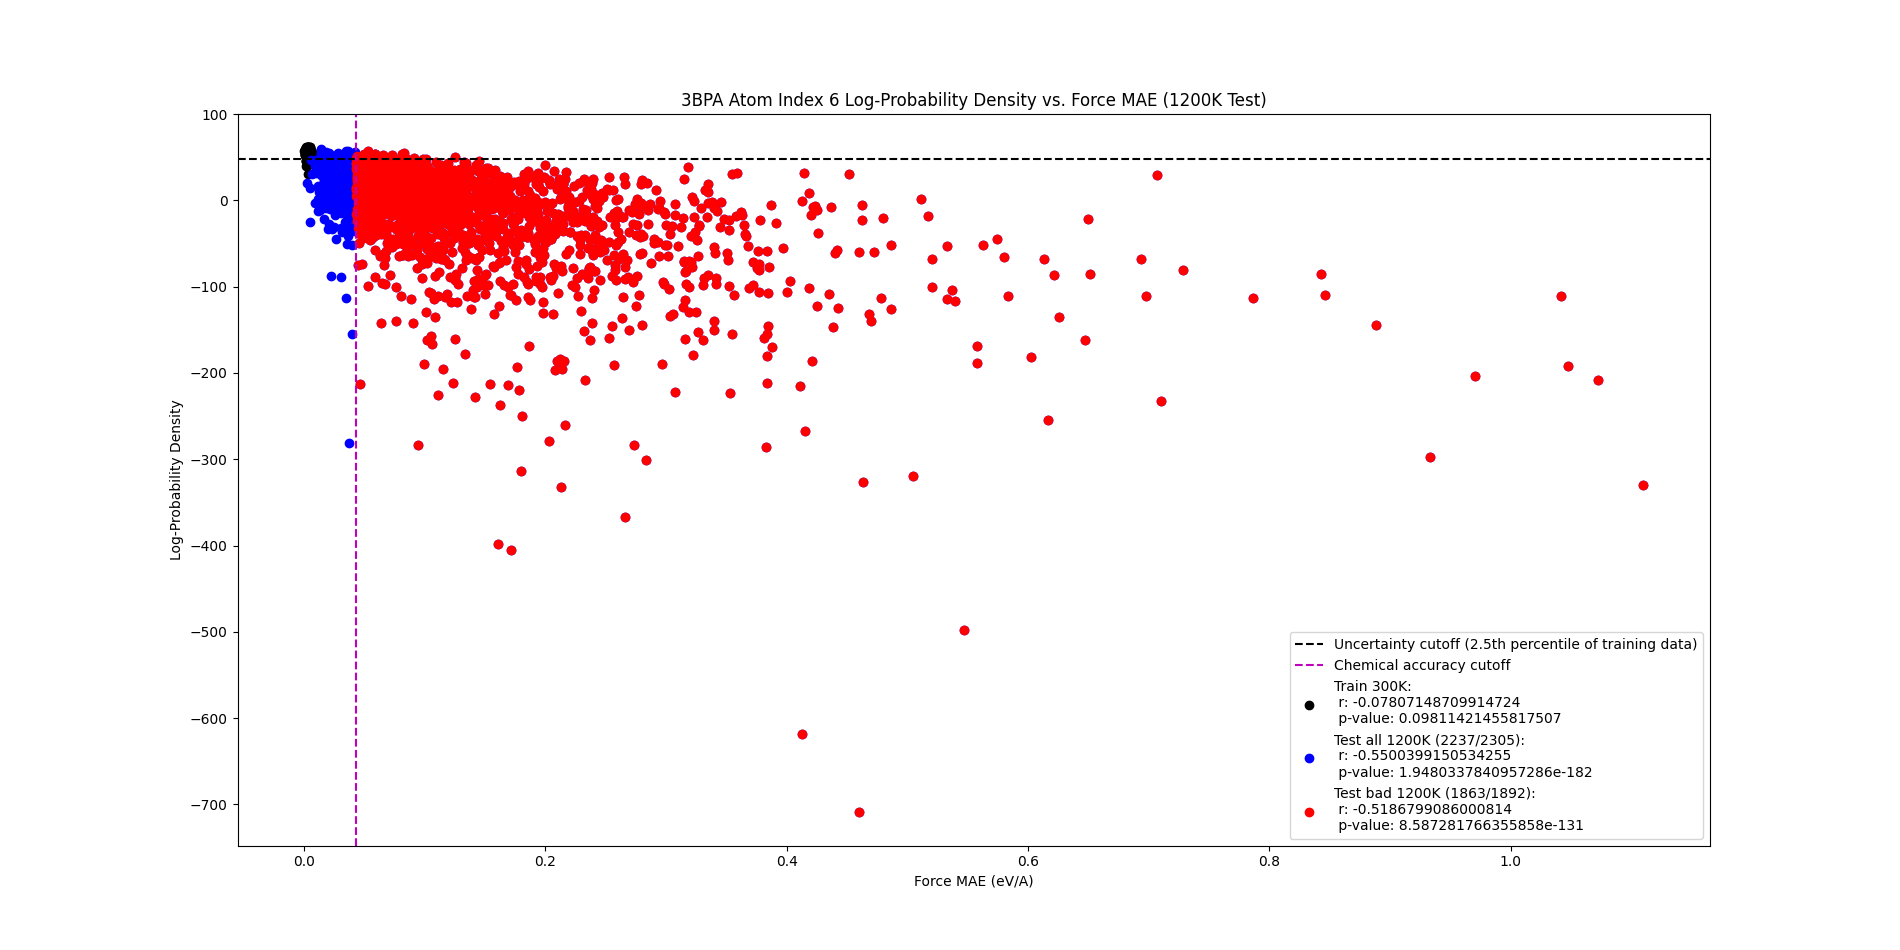 3BPA Atom Index 6 Log-Probability Density vs. Force MAE (1200K Test)
100
0
−100
−200
−300
−400
−500
−600
−700
Log-Probability Density
0.0
0.2
0.4
0.6
0.8
1.0
Force MAE (eV/A)
Uncertainty cutoff (2.5th percentile of training data)
Chemical accuracy cutoff
Train 300K:
r: -0.07807148709914724
p-value: 0.09811421455817507
Test all 1200K (2237/2305):
r: -0.5500399150534255
p-value: 1.9480337840957286e-182
Test bad 1200K (1863/1892):
r: -0.5186799086000814
p-value: 8.587281766355858e-131